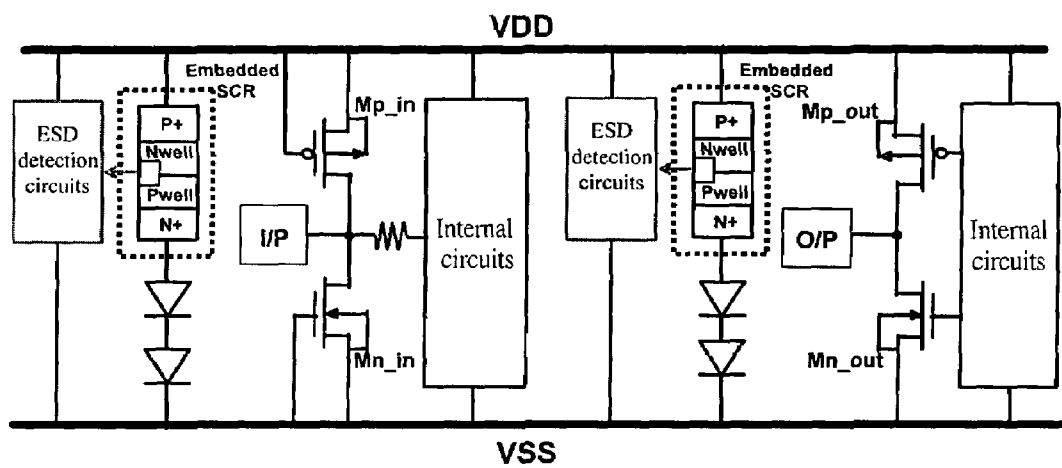 VDD
Embedded
SCR
ESD
detection
circuits
P+
Nwell
Pwell
N+
Mp_in
I/P
Mn_in
Internal
circuits
Embedded
SCR
ESD
detection
circuits
P+
Nwell
Pwell
N+
Mp_out
O/P
Mn_out
Internal
circuits
VSS